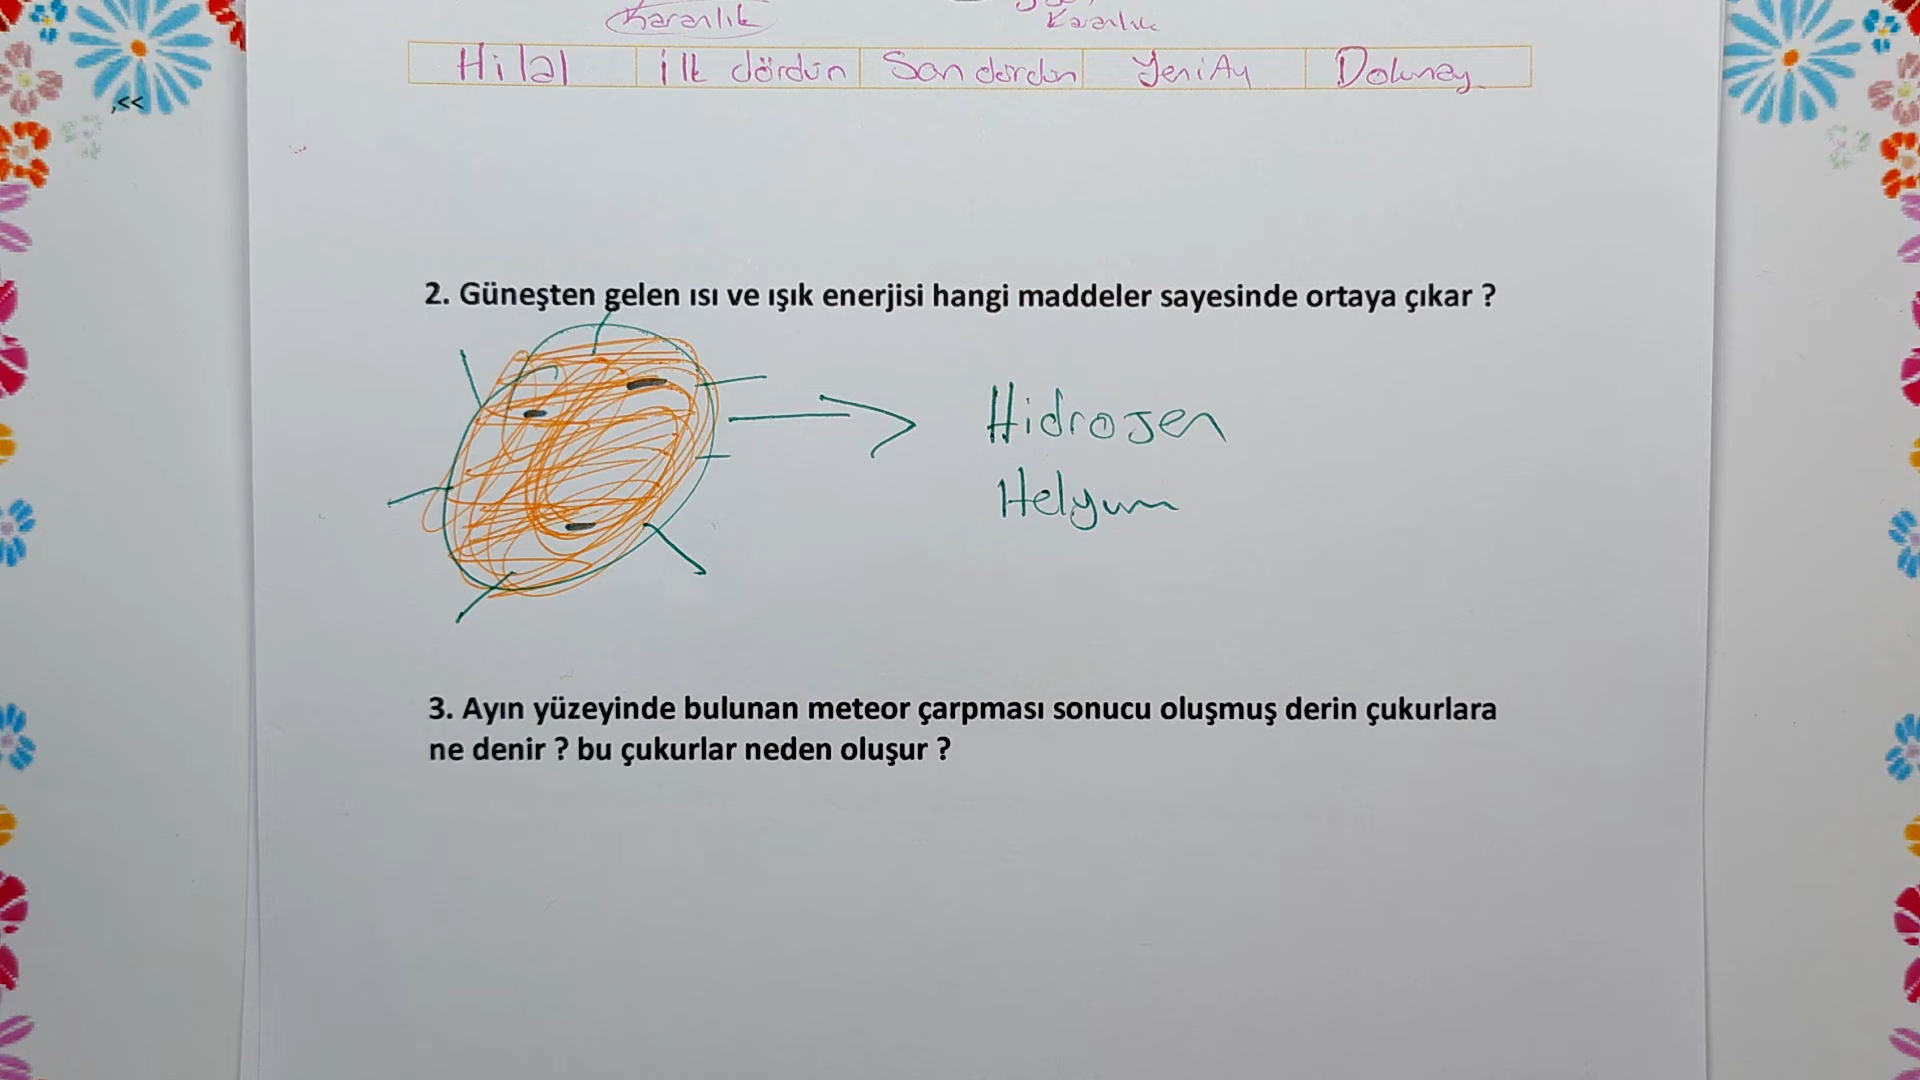 Karanlık Karanlık
Hilal ilk dördün Son dördün Yeni Ay Dolunay
,<<
2. Güneşten gelen ısı ve ışık enerjisi hangi maddeler sayesinde ortaya çıkar ?
Hidrojen
Helyum
3. Ayın yüzeyinde bulunan meteor çarpması sonucu oluşmuş derin çukurlara
ne denir ? bu çukurlar neden oluşur ?